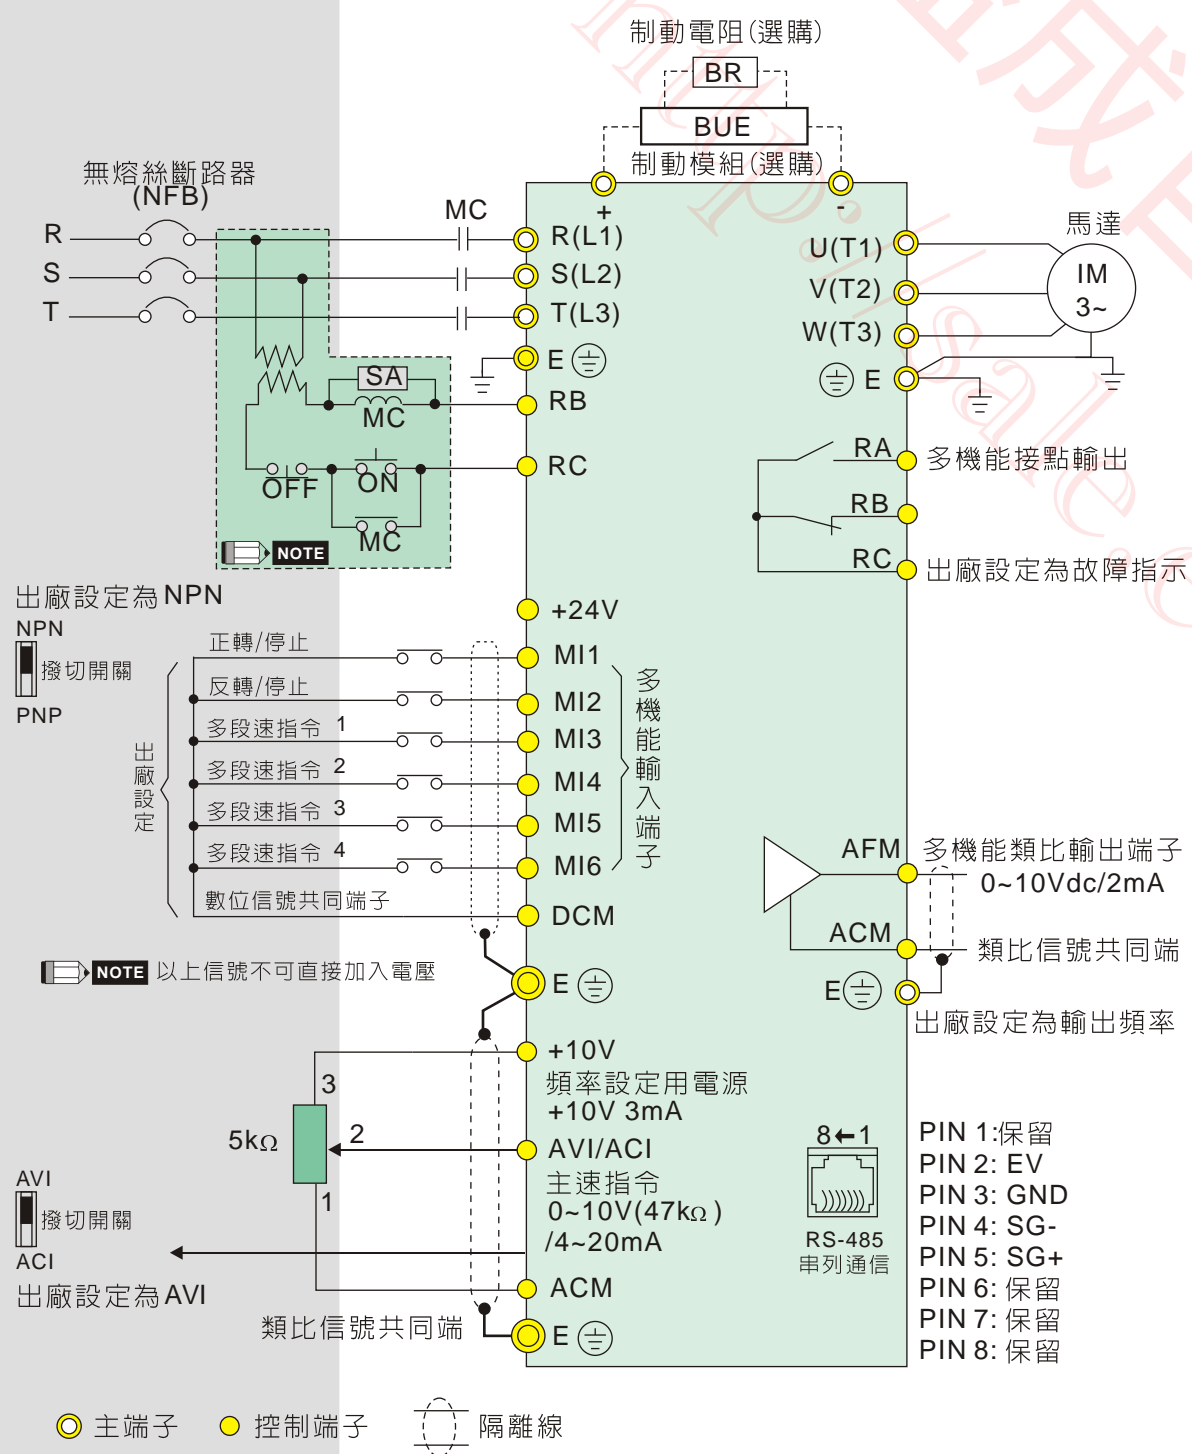 制動電阻(選購)
BR
BUE
制動模組(選購)
無熔絲斷路器
(NFB)
MC
+
-
R
S
T
R(L1)
S(L2)
T(L3)
E
SA
MC
RB
OFF
ON
RC
MC
NOTE
U(T1)
V(T2)
W(T3)
E
馬達
IM
3~
RA
多機能接點輸出
RB
RC
出廠設定為故障指示
出廠設定為NPN
NPN
撥切開關
PNP
出廠設定
+24V
正轉/停止
MI1
反轉/停止
MI2
多段速指令 1
MI3
多段速指令 2
MI4
多段速指令 3
MI5
多段速指令 4
MI6
數位信號共同端子
DCM
多機能輸入端子
NOTE 以上信號不可直接加入電壓
E
AFM
多機能類比輸出端子
0~10Vdc/2mA
ACM
類比信號共同端
E
出廠設定為輸出頻率
+10V
頻率設定用電源
+10V 3mA
3
5kΩ
2
1
AVI/ACI
主速指令
0~10V(47kΩ)
/4~20mA
AVI
撥切開關
ACI
出廠設定為AVI
ACM
類比信號共同端
E
8←1
RS-485
串列通信
PIN 1:保留
PIN 2: EV
PIN 3: GND
PIN 4: SG-
PIN 5: SG+
PIN 6: 保留
PIN 7: 保留
PIN 8: 保留
主端子
控制端子
隔離線